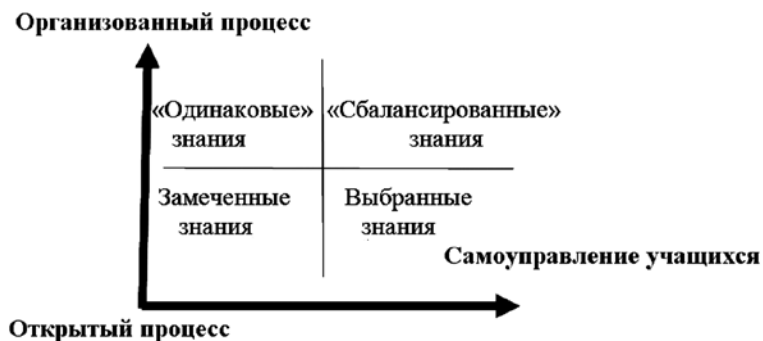 Организованный процесс
«Одинаковые» «Сбалансированные»
знания знания
Замеченные Выбранные
знания знания
Самоуправление учащихся
Открытый процесс